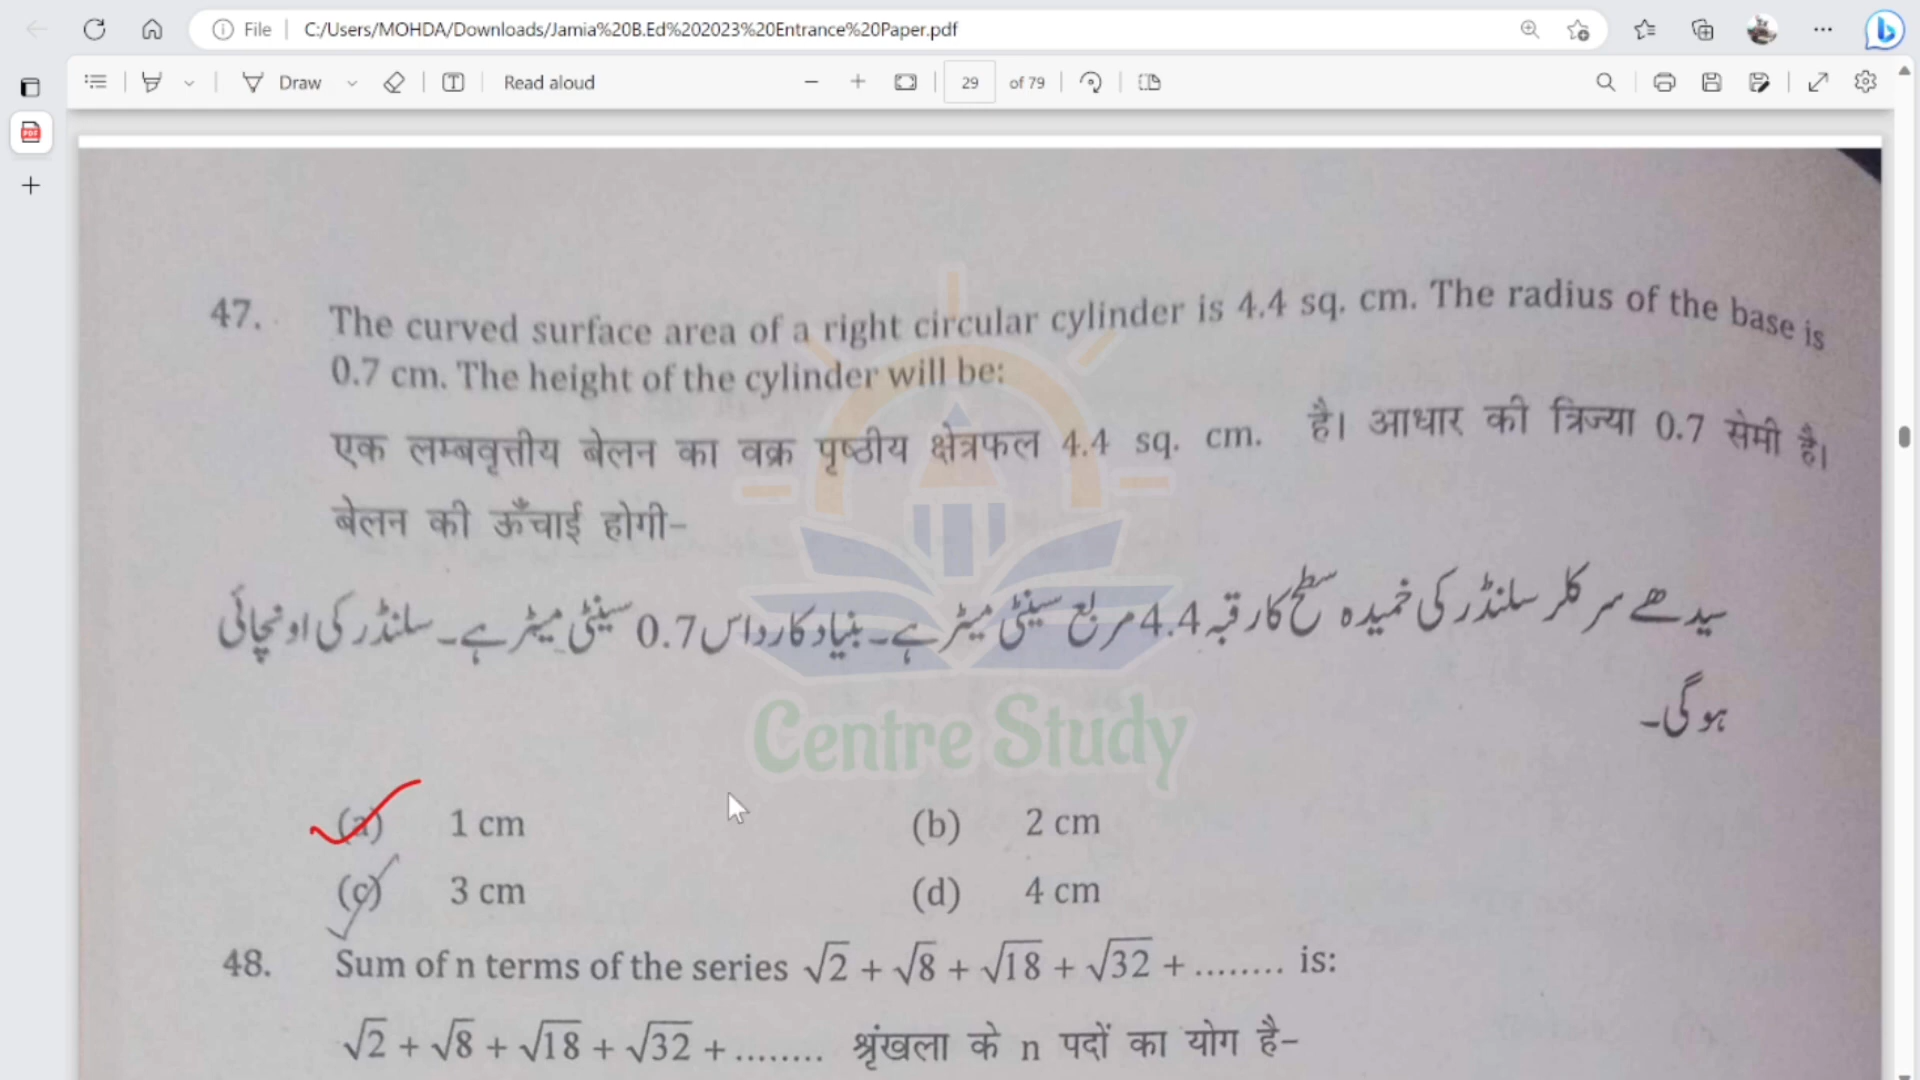 File C:/Users/MOHDA/Downloads/Jamia%20B.Ed%202023%20Entrance%20Paper.pdf
Draw Read aloud 29 of 79
47. The curved surface area of a right circular cylinder is 4.4 sq. cm. The radius of the base is
0.7 cm. The height of the cylinder will be:
एक लम्बवृत्तीय बेलन का वक्र पृष्ठीय क्षेत्रफल 4.4 sq. cm. है। आधार की त्रिज्या 0.7 सेमी है।
बेलन की ऊँचाई होगी-
سیدھے سرکلر سلنڈر کی خمیدہ سطح کا رقبہ 4.4 مربع سینٹی میٹر ہے۔ بنیاد کا رداس 0.7 سینٹی میٹر ہے۔ سلنڈر کی اونچائی
ہوگی۔
Centre Study
(a) 1 cm (b) 2 cm
(c) 3 cm (d) 4 cm
48. Sum of n terms of the series √2 + √8 + √18 + √32 + ........ is:
√2 + √8 + √18 + √32 + ........ श्रृंखला के n पदों का योग है-